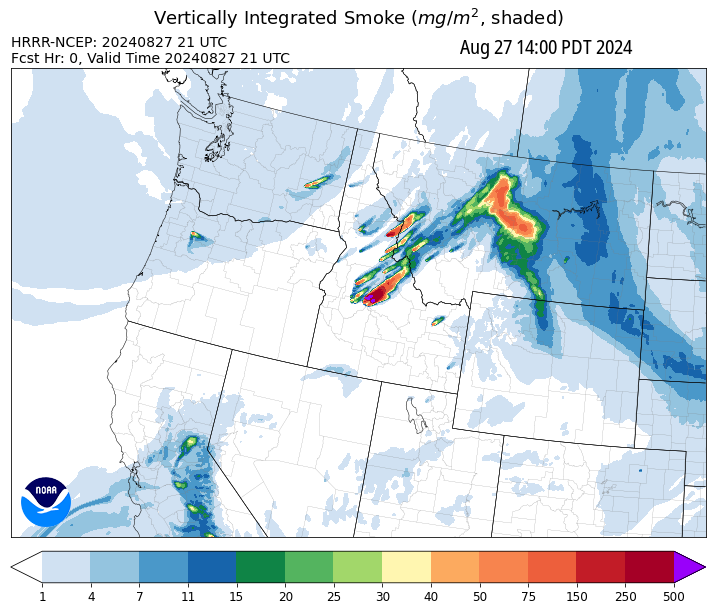 Vertically Integrated Smoke (mg/m², shaded)
HRRR-NCEP: 20240827 21 UTC
Fcst Hr: 0, Valid Time 20240827 21 UTC
Aug 27 14:00 PDT 2024
NOAA
1 4 7 11 15 20 25 30 40 50 75 150 250 500